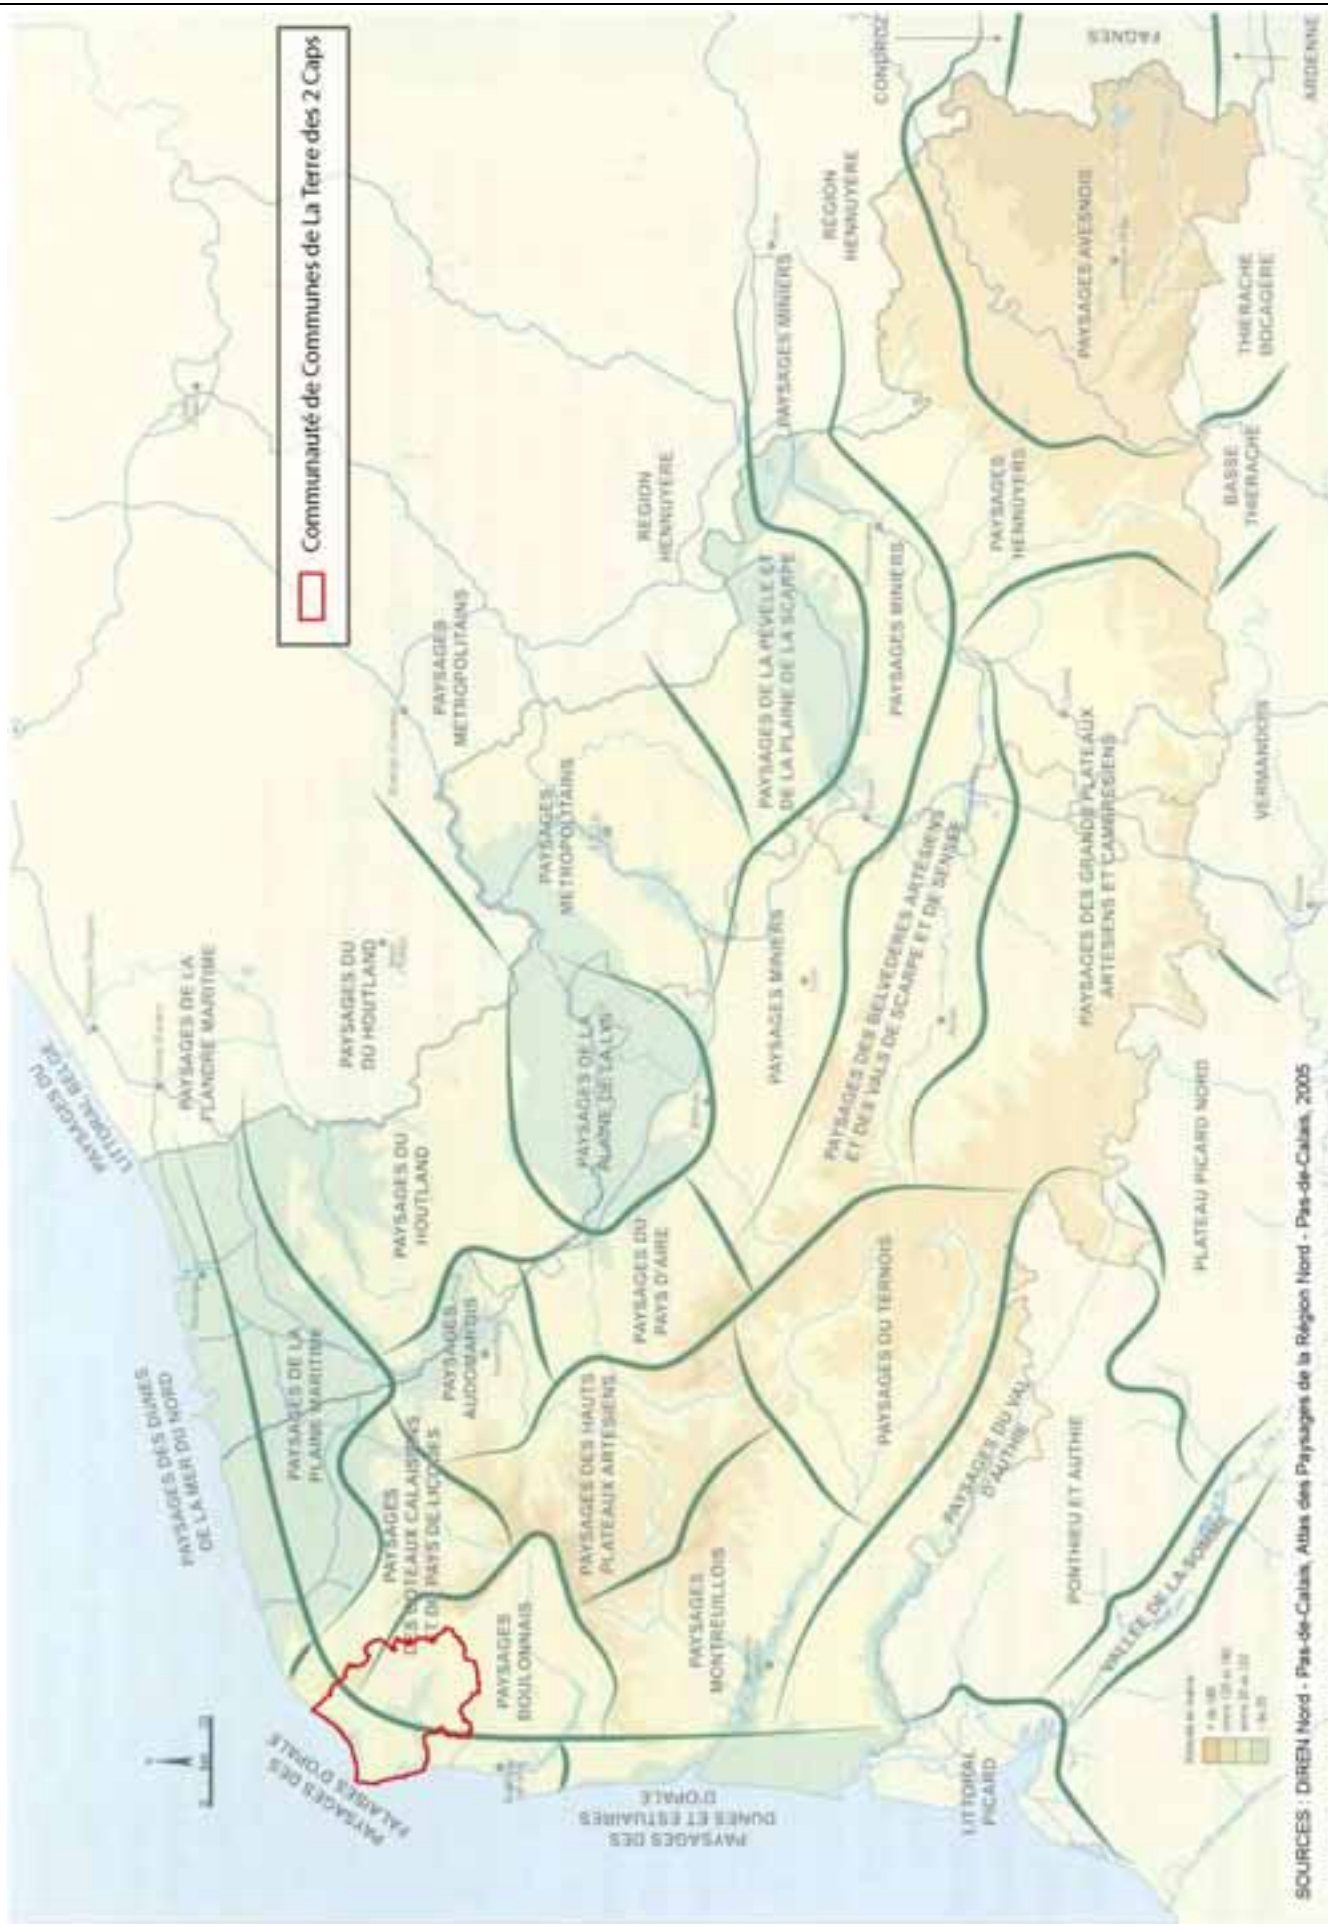 Communauté de Communes de La Terre des 2 Caps
PAYSAGES DU
LITTORAL BELGE
PAYSAGES DES DUNES
DE LA MER DU NORD
PAYSAGES DE LA
FLANDRE MARITIME
PAYSAGES DE LA
PLAINE MARITIME
PAYSAGES DU
HOUTLAND
PAYSAGES DU
DU HOUTLAND
PAYSAGES
METROPOLITAINS
PAYSAGES
METROPOLITAINS
PAYSAGES DES
FALAISES D'OPALE
PAYSAGES
DES COTEAUX CALAISIENS
ET DU PAYS DE LICQUES
PAYSAGES
AUDOMAROIS
PAYSAGES DE LA
PLAINE DE LA LYS
PAYSAGES
BOULONNAIS
PAYSAGES DES HAUTS
PLATEAUX ARTESIENS
PAYSAGES DU
PAYS D'AIRE
REGION
HENNUYERE
PAYSAGES DE LA PEVELE ET
DE LA PLAINE DE LA SCARPE
PAYSAGES MINIERS
PAYSAGES MINIERS
PAYSAGES MINIERS
REGION
HENNUYERE
CONDROZ
FAGNES
ARDENNE
PAYSAGES DES
DUNES ET ESTUAIRES
D'OPALE
PAYSAGES
MONTREUILLOIS
PAYSAGES DU TERNOIS
PAYSAGES DES BELVEDERES ARTESIENS
ET DES VALS DE SCARPE ET DE SENSEE
PAYSAGES
HENNUYERS
PAYSAGES AVESNOIS
PAYSAGES DU VAL
D'AUTHIE
PAYSAGES DES GRANDS PLATEAUX
ARTESIENS ET CAMBRESIENS
LITTORAL
PICARD
PONTHIEU ET AUTHIE
VALLEE DE LA SOMME
PLATEAU PICARD NORD
VERMANDOIS
BASSE
THIERACHE
THIERACHE
BOCAGERE
SOURCES : DIREN Nord - Pas-de-Calais, Atlas des Paysages de la Région Nord - Pas-de-Calais, 2005